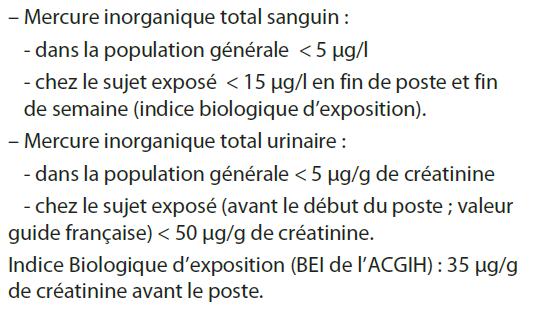 – Mercure inorganique total sanguin :
- dans la population générale < 5 µg/l
- chez le sujet exposé < 15 µg/l en fin de poste et fin
de semaine (indice biologique d’exposition).
– Mercure inorganique total urinaire :
- dans la population générale < 5 µg/g de créatinine
- chez le sujet exposé (avant le début du poste ; valeur
guide française) < 50 µg/g de créatinine.
Indice Biologique d’exposition (BEI de l’ACGIH) : 35 µg/g
de créatinine avant le poste.